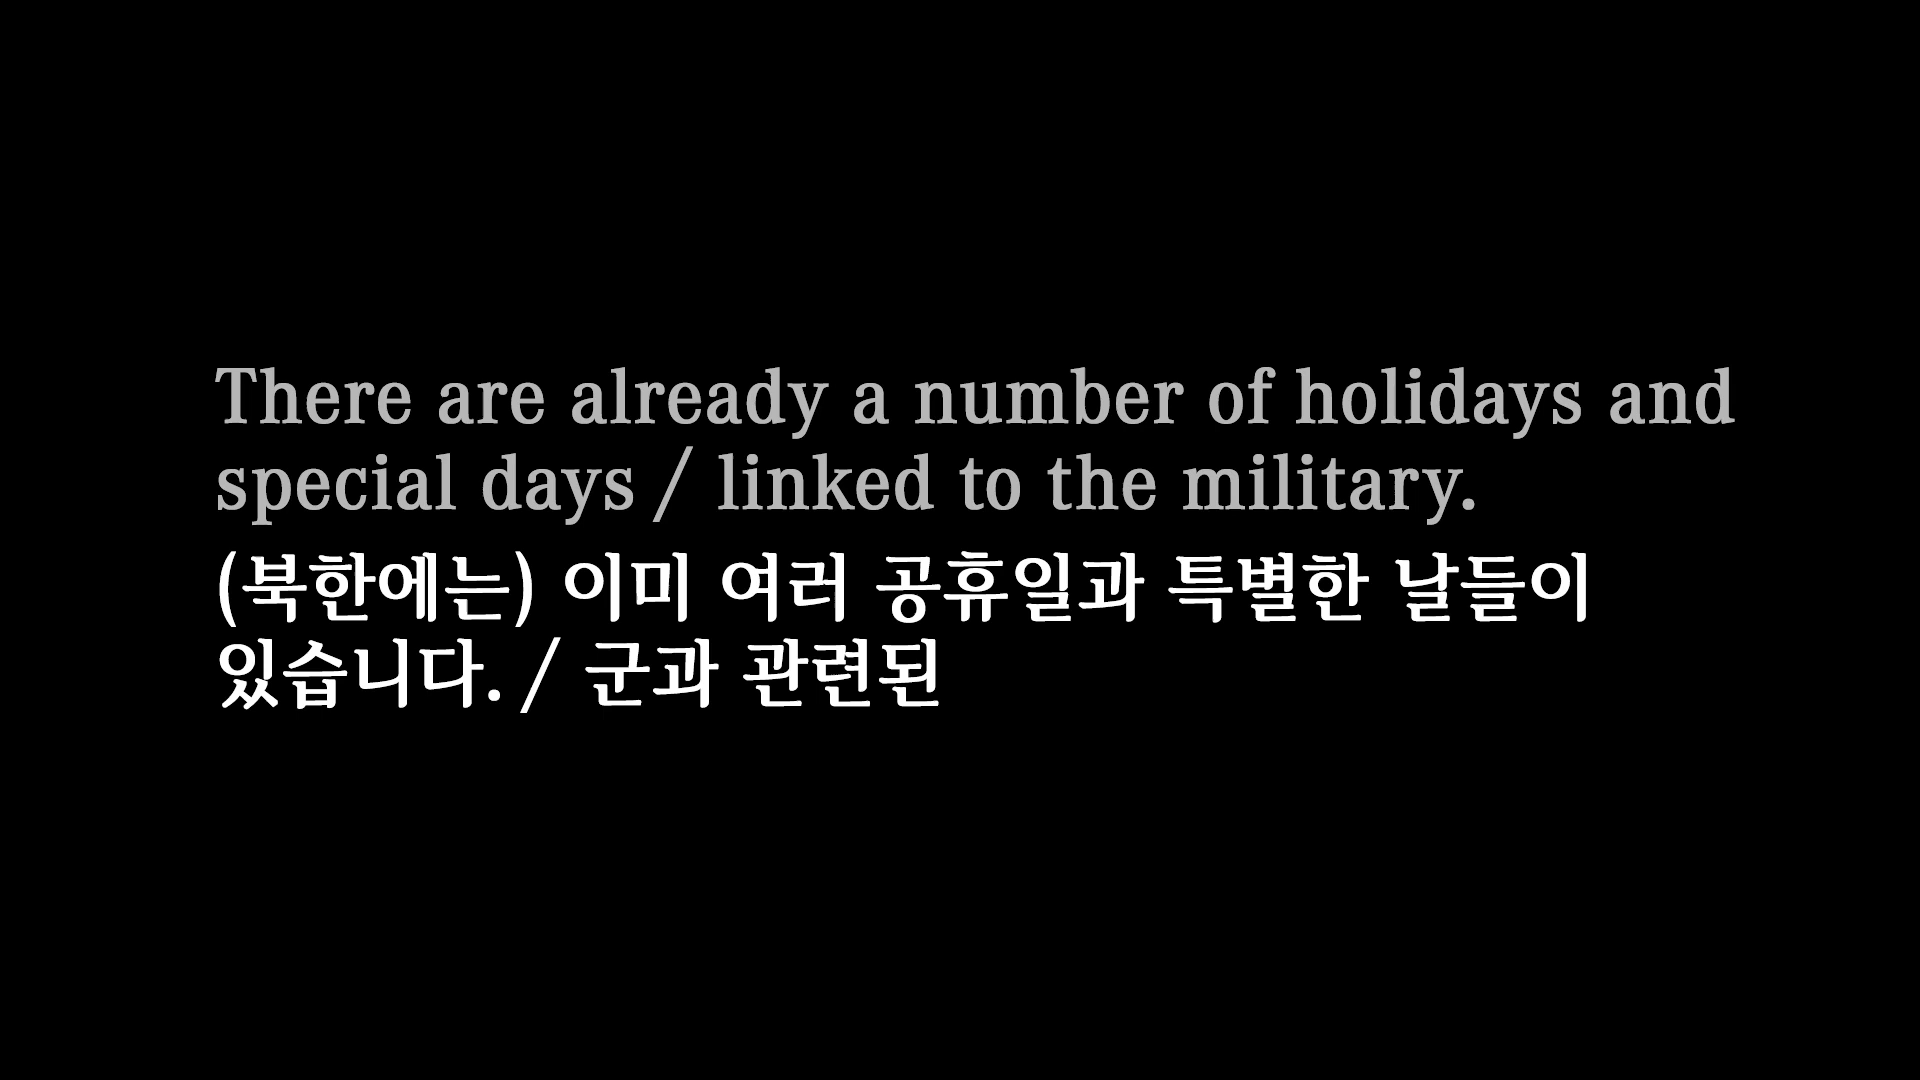 There are already a number of holidays and
special days / linked to the military.
(북한에는) 이미 여러 공휴일과 특별한 날들이
있습니다. / 군과 관련된